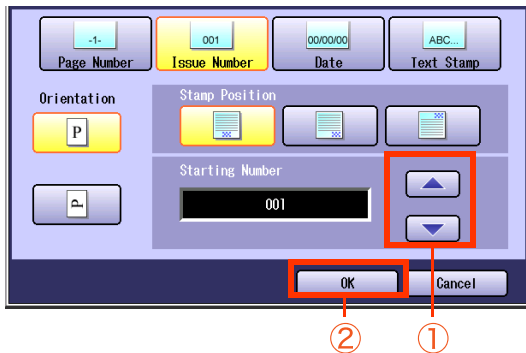 -1- 001 00/00/00 ABC...
Page Number Issue Number Date Text Stamp
Orientation Stamp Position
P
Starting Number
P 001
OK Cancel
② ①